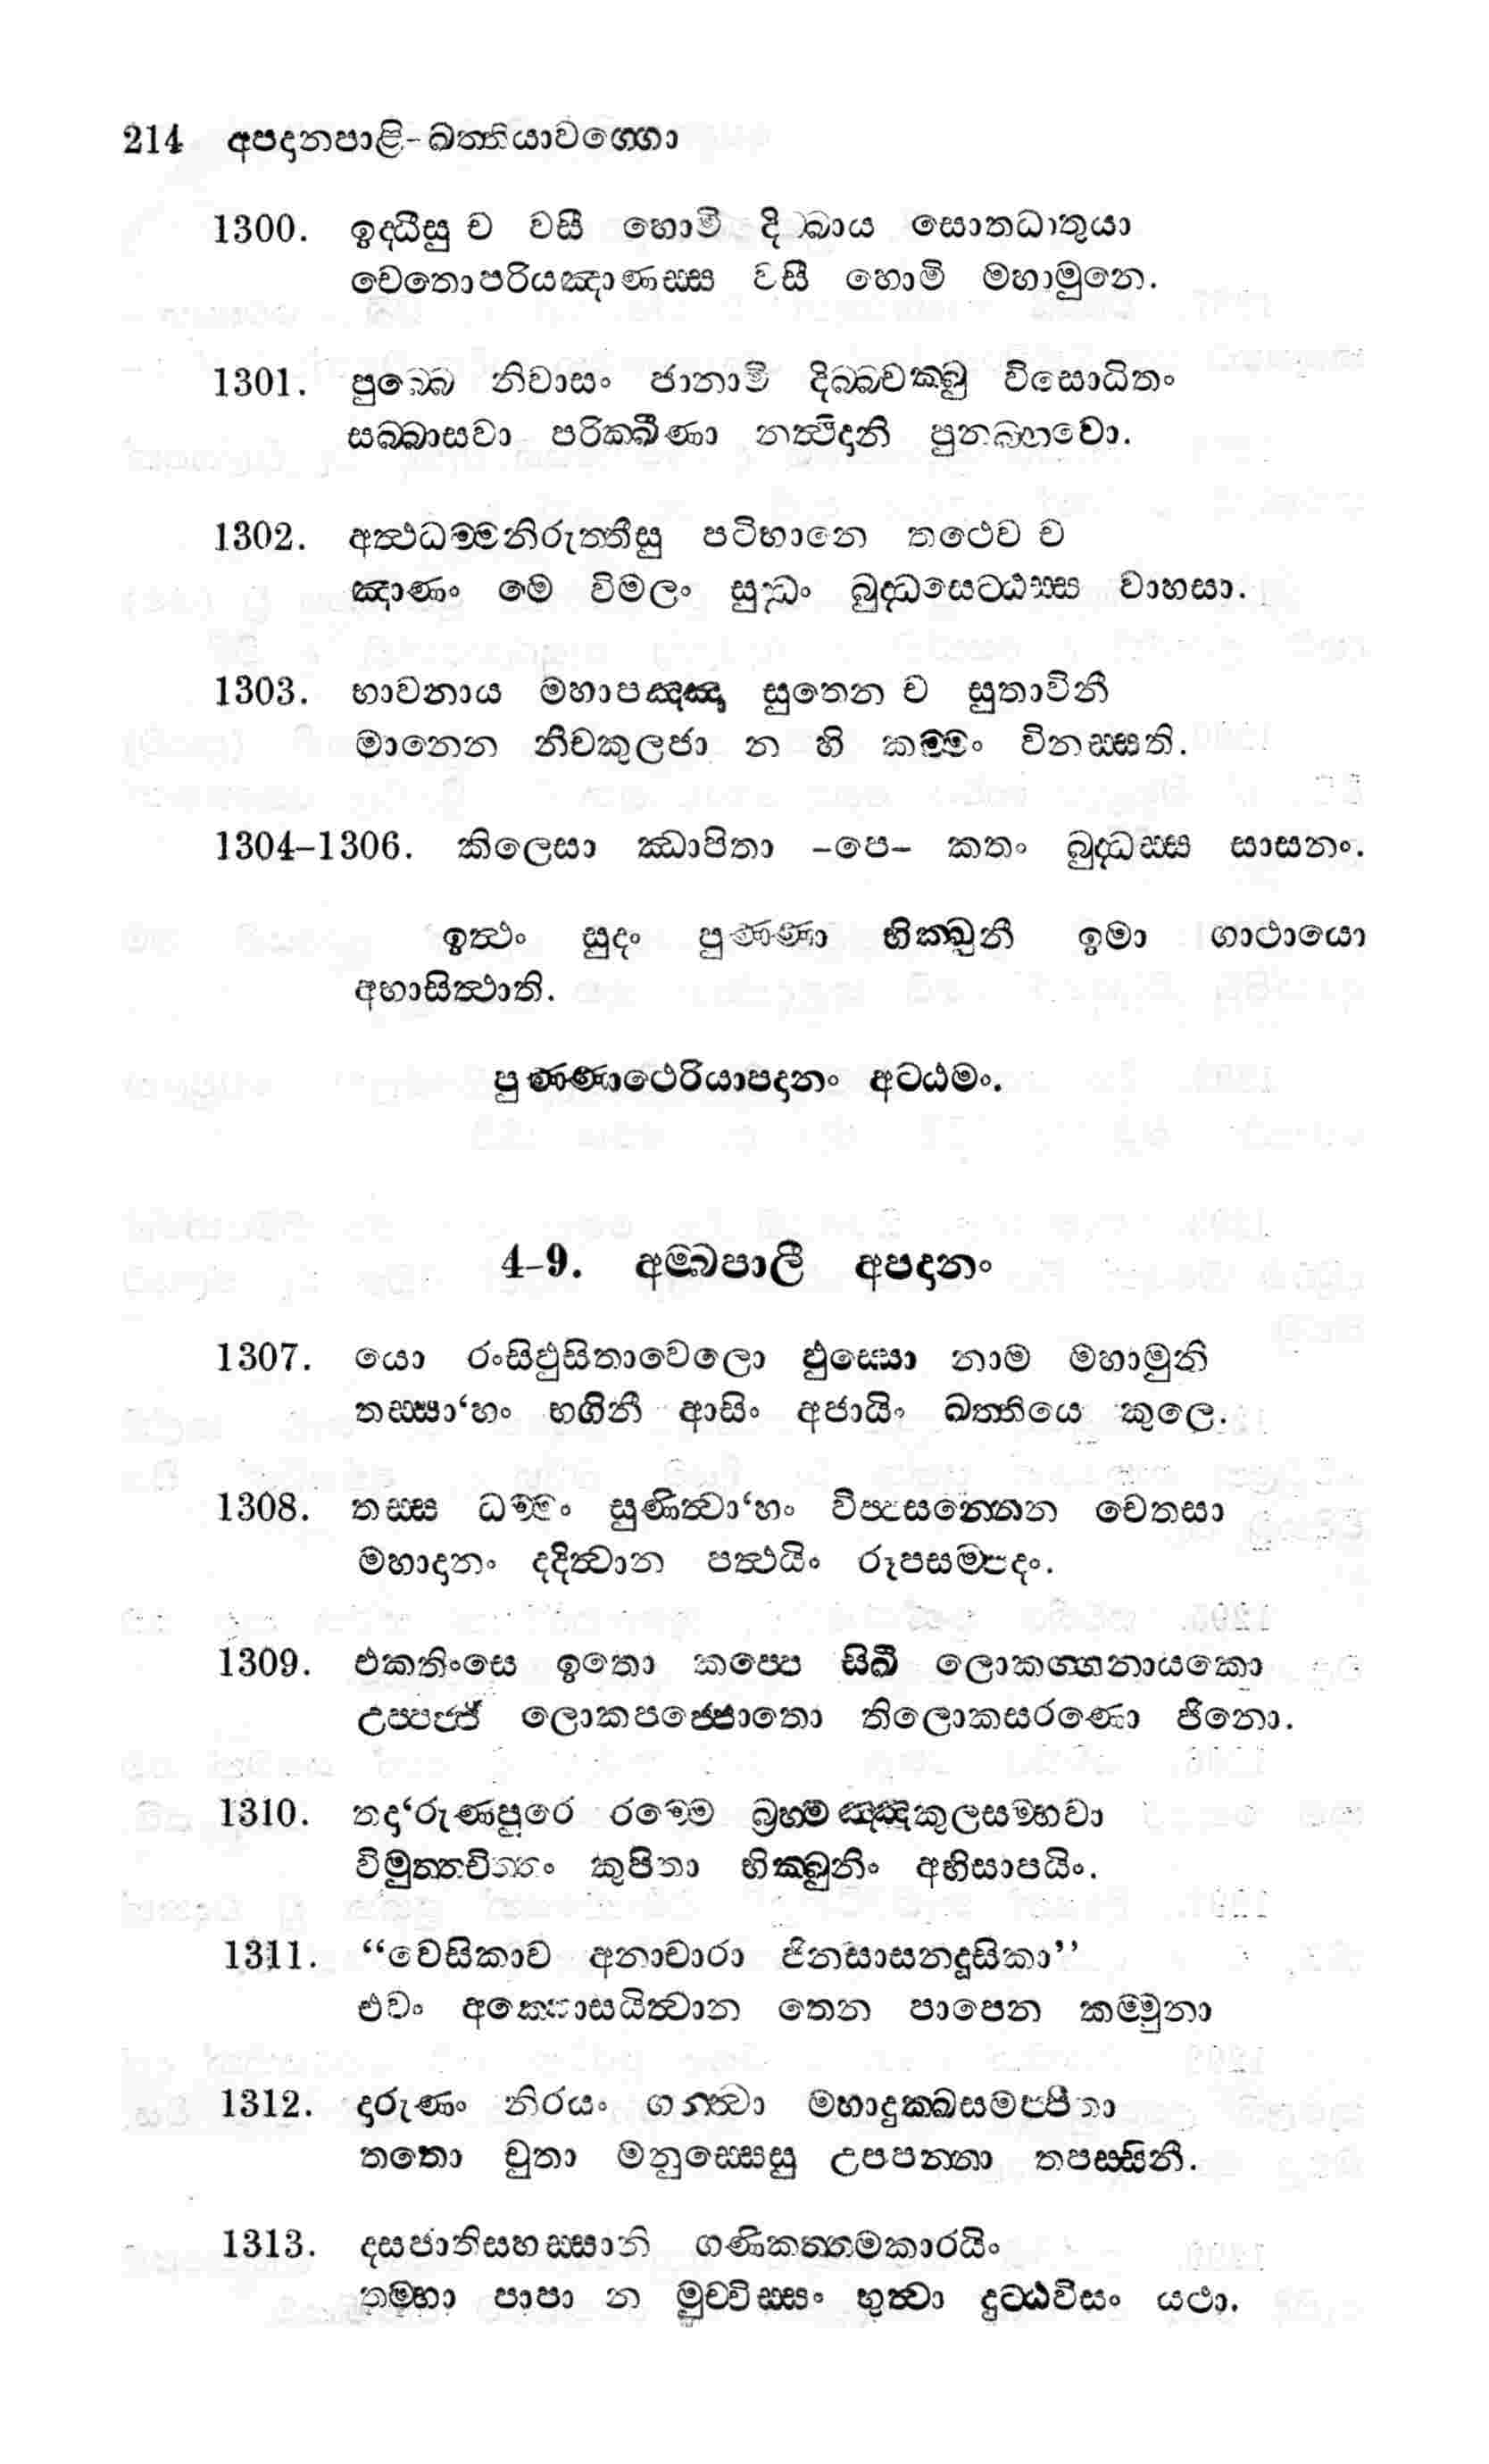 214 අපදානපාළි-ඛත්තියාවග්ගො
1300. ඉද්ධීසු ච වසී හොමි දිබ්බාය සොතධාතුයා
චෙතොපරියඤාණස්ස වසී හොමි මහාමුනෙ.
1301. පුබ්බෙ නිවාසං ජානාමි දිබ්බචක්ඛු විසොධිතං
සබ්බාසවා පරික්ඛීණා නත්ථිදානි පුනබ්භවො.
1302. අත්ථධම්මනිරුත්තීසු පටිභානෙ තථෙව ච
ඤාණං මෙ විමලං සුද්ධං බුද්ධසෙට්ඨස්ස වාහසා.
1303. භාවනාය මහාපඤ්ඤා සුතෙන ච සුතාවිනී
මානෙන නීචකුලජා න හි කම්මං විනස්සති.
1304–1306. කිලෙසා ඣාපිතා –පෙ– කතං බුද්ධස්ස සාසනං.
ඉත්ථං සුදං පුණ්ණා භික්ඛුනී ඉමා ගාථායො
අභාසිත්ථාති.
පුණ්ණාථෙරියාපදානං අට්ඨමං.
4–9. අම්බපාලී අපදානං
1307. යො රංසිඵුසිතාවෙලො ඵුස්සො නාම මහාමුනි
තස්සා‘හං භගිනී ආසිං අජායිං ඛත්තියෙ කුලෙ.
1308. තස්ස ධම්මං සුණිත්වා‘හං විප්පසන්නෙන චෙතසා
මහාදානං දදිත්වාන පත්ථයිං රූපසම්පදං.
1309. එකතිංසෙ ඉතො කප්පෙ සිඛී ලොකග්ගනායකො
උප්පජ්ජි ලොකපජ්ජොතො තිලොකසරණො ජිනො.
1310. තදා‘රුණපුරෙ රම්මෙ බ්‍රහ්මඤ්ඤකුලසම්භවා
විමුත්තචිත්තං කුපිතා භික්ඛුනිං අභිසාපයිං.
1311. “වෙසිකාව අනාචාරා ජිනසාසනදූසිකා”
එවං අක්කොසයිත්වාන තෙන පාපෙන කම්මුනා
1312. දාරුණං නිරයං ගන්ත්වා මහාදුක්ඛසමප්පිතා
තතො චුතා මනුස්සෙසු උපපන්නා තපස්සිනී.
1313. දසජාතිසහස්සානි ගණිකත්තමකාරයිං
තම්හා පාපා න මුච්චිස්සං භුත්වා දුට්ඨවිසං යථා.